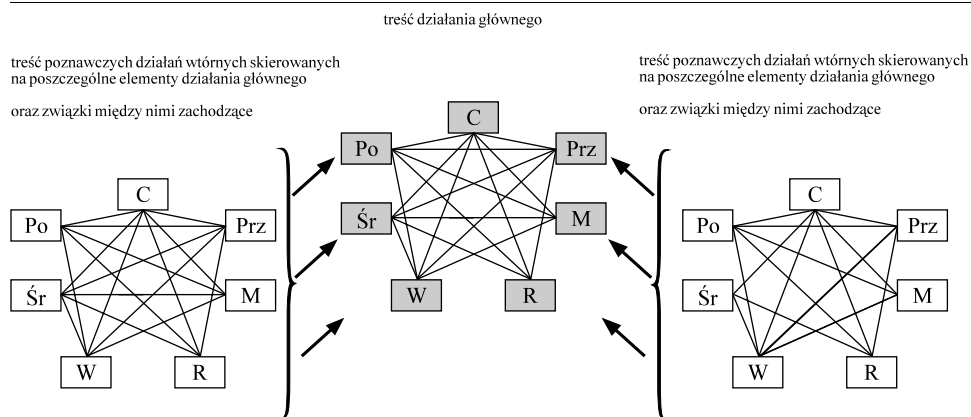 treść działania głównego
treść poznawczych działań wtórnych skierowanych
na poszczególne elementy działania głównego
oraz związki między nimi zachodzące
treść poznawczych działań wtórnych skierowanych
na poszczególne elementy działania głównego
oraz związki między nimi zachodzące
C
Po
Prz
Śr
M
W
R
C
Po
Prz
Śr
M
W
R
C
Po
Prz
Śr
M
W
R